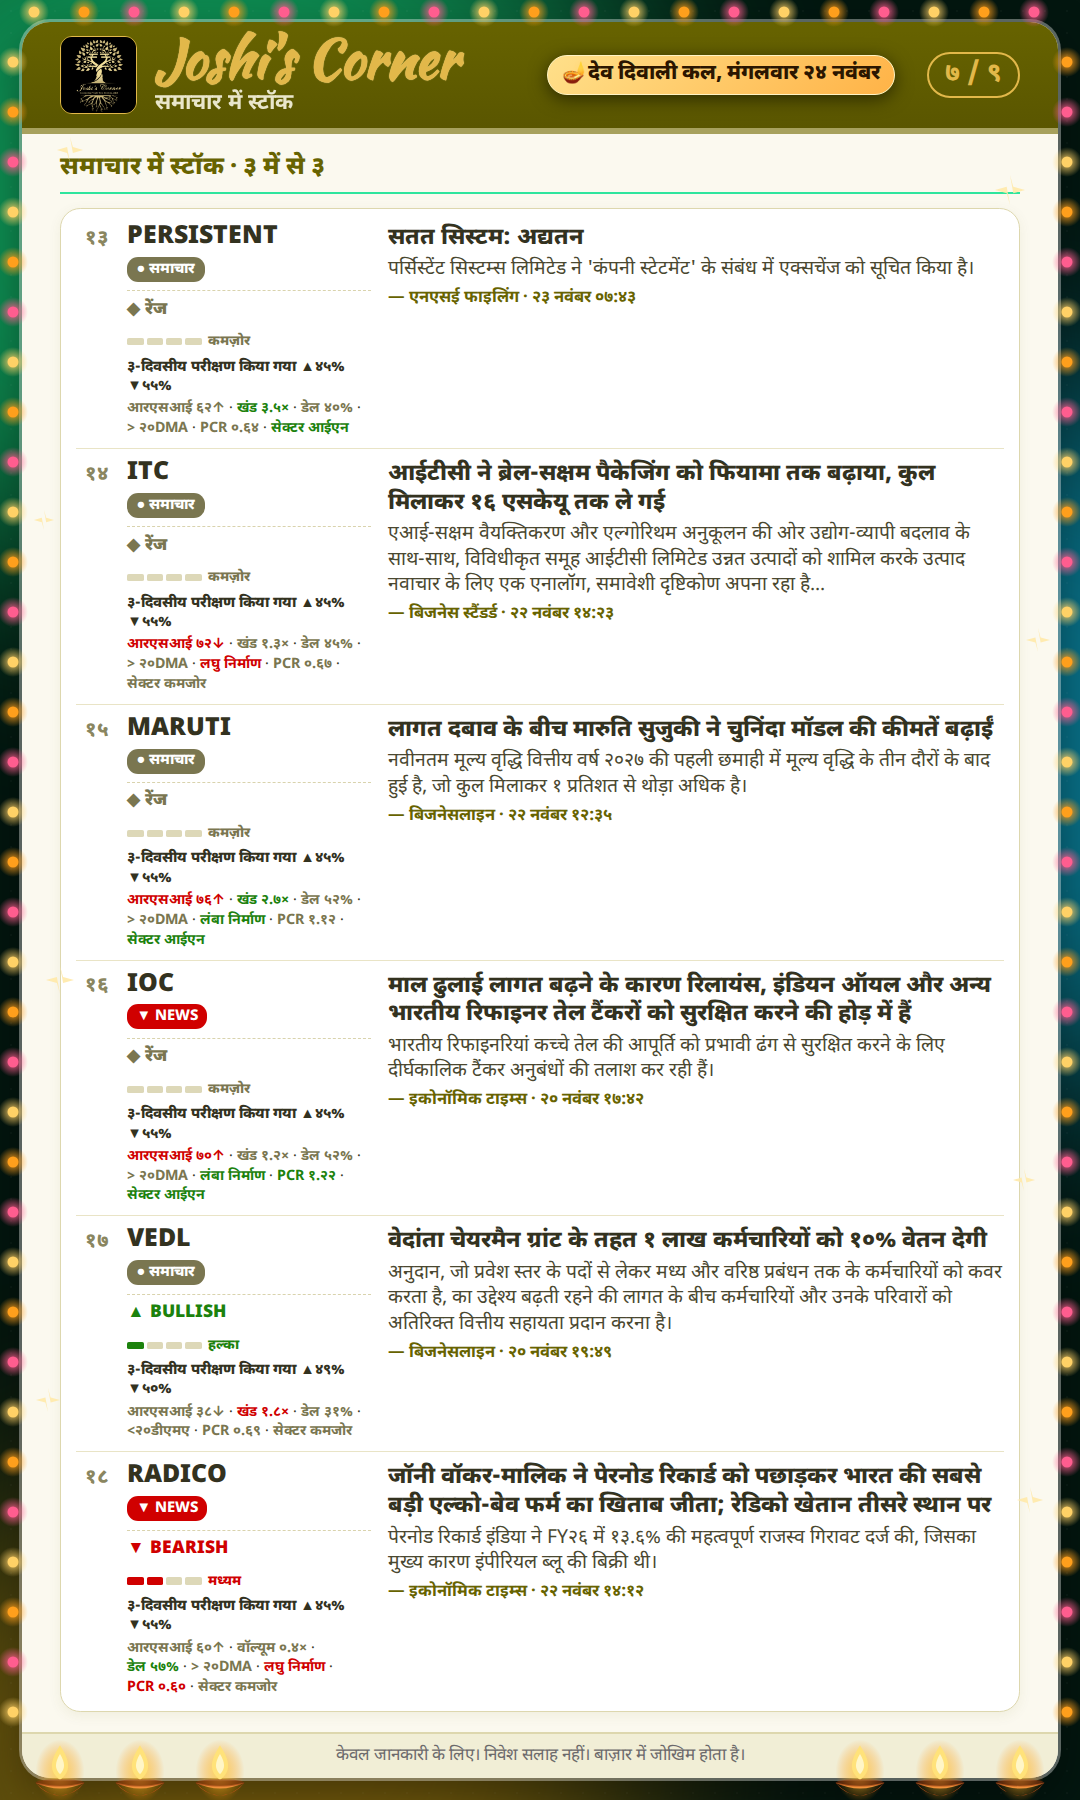 Joshi's Corner
Joshi's Corner
समाचार में स्टॉक
🪔देव दिवाली कल, मंगलवार २४ नवंबर
७ / ९
समाचार में स्टॉक · ३ में से ३
१३
PERSISTENT
● समाचार
◆ रेंज
कमज़ोर
३-दिवसीय परीक्षण किया गया ▲४५%
▼५५%
आरएसआई ६२↑ · खंड ३.५× · डेल ४०% ·
> २०DMA · PCR ०.६४ · सेक्टर आईएन
सतत सिस्टम: अद्यतन
पर्सिस्टेंट सिस्टम्स लिमिटेड ने 'कंपनी स्टेटमेंट' के संबंध में एक्सचेंज को सूचित किया है।
— एनएसई फाइलिंग · २३ नवंबर ०७:४३
१४
ITC
● समाचार
◆ रेंज
कमज़ोर
३-दिवसीय परीक्षण किया गया ▲४५%
▼५५%
आरएसआई ७२↓ · खंड १.३× · डेल ४५% ·
> २०DMA · लघु निर्माण · PCR ०.६७ ·
सेक्टर कमजोर
आईटीसी ने ब्रेल-सक्षम पैकेजिंग को फियामा तक बढ़ाया, कुल
मिलाकर १६ एसकेयू तक ले गई
एआई-सक्षम वैयक्तिकरण और एल्गोरिथम अनुकूलन की ओर उद्योग-व्यापी बदलाव के
साथ-साथ, विविधीकृत समूह आईटीसी लिमिटेड उन्नत उत्पादों को शामिल करके उत्पाद
नवाचार के लिए एक एनालॉग, समावेशी दृष्टिकोण अपना रहा है...
— बिजनेस स्टैंडर्ड · २२ नवंबर १४:२३
१५
MARUTI
● समाचार
◆ रेंज
कमज़ोर
३-दिवसीय परीक्षण किया गया ▲४५%
▼५५%
आरएसआई ७६↑ · खंड २.७× · डेल ५२% ·
> २०DMA · लंबा निर्माण · PCR १.१२ ·
सेक्टर आईएन
लागत दबाव के बीच मारुति सुजुकी ने चुनिंदा मॉडल की कीमतें बढ़ाईं
नवीनतम मूल्य वृद्धि वित्तीय वर्ष २०२७ की पहली छमाही में मूल्य वृद्धि के तीन दौरों के बाद
हुई है, जो कुल मिलाकर १ प्रतिशत से थोड़ा अधिक है।
— बिजनेसलाइन · २२ नवंबर १२:३५
१६
IOC
▼ NEWS
◆ रेंज
कमज़ोर
३-दिवसीय परीक्षण किया गया ▲४५%
▼५५%
आरएसआई ७०↑ · खंड १.२× · डेल ५२% ·
> २०DMA · लंबा निर्माण · PCR १.२२ ·
सेक्टर आईएन
माल ढुलाई लागत बढ़ने के कारण रिलायंस, इंडियन ऑयल और अन्य
भारतीय रिफाइनर तेल टैंकरों को सुरक्षित करने की होड़ में हैं
भारतीय रिफाइनरियां कच्चे तेल की आपूर्ति को प्रभावी ढंग से सुरक्षित करने के लिए
दीर्घकालिक टैंकर अनुबंधों की तलाश कर रही हैं।
— इकोनॉमिक टाइम्स · २० नवंबर १७:४२
१७
VEDL
● समाचार
▲ BULLISH
हल्का
३-दिवसीय परीक्षण किया गया ▲४९%
▼५०%
आरएसआई ३८↓ · खंड १.८× · डेल ३१% ·
<२०डीएमए · PCR ०.६९ · सेक्टर कमजोर
वेदांता चेयरमैन ग्रांट के तहत १ लाख कर्मचारियों को १०% वेतन देगी
अनुदान, जो प्रवेश स्तर के पदों से लेकर मध्य और वरिष्ठ प्रबंधन तक के कर्मचारियों को कवर
करता है, का उद्देश्य बढ़ती रहने की लागत के बीच कर्मचारियों और उनके परिवारों को
अतिरिक्त वित्तीय सहायता प्रदान करना है।
— बिजनेसलाइन · २० नवंबर १९:४९
१८
RADICO
▼ NEWS
▼ BEARISH
मध्यम
३-दिवसीय परीक्षण किया गया ▲४५%
▼५५%
आरएसआई ६०↑ · वॉल्यूम ०.४× ·
डेल ५७% · > २०DMA · लघु निर्माण ·
PCR ०.६० · सेक्टर कमजोर
जॉनी वॉकर-मालिक ने पेरनोड रिकार्ड को पछाड़कर भारत की सबसे
बड़ी एल्को-बेव फर्म का खिताब जीता; रेडिको खेतान तीसरे स्थान पर
पेरनोड रिकार्ड इंडिया ने FY२६ में १३.६% की महत्वपूर्ण राजस्व गिरावट दर्ज की, जिसका
मुख्य कारण इंपीरियल ब्लू की बिक्री थी।
— इकोनॉमिक टाइम्स · २२ नवंबर १४:१२
केवल जानकारी के लिए। निवेश सलाह नहीं। बाज़ार में जोखिम होता है।